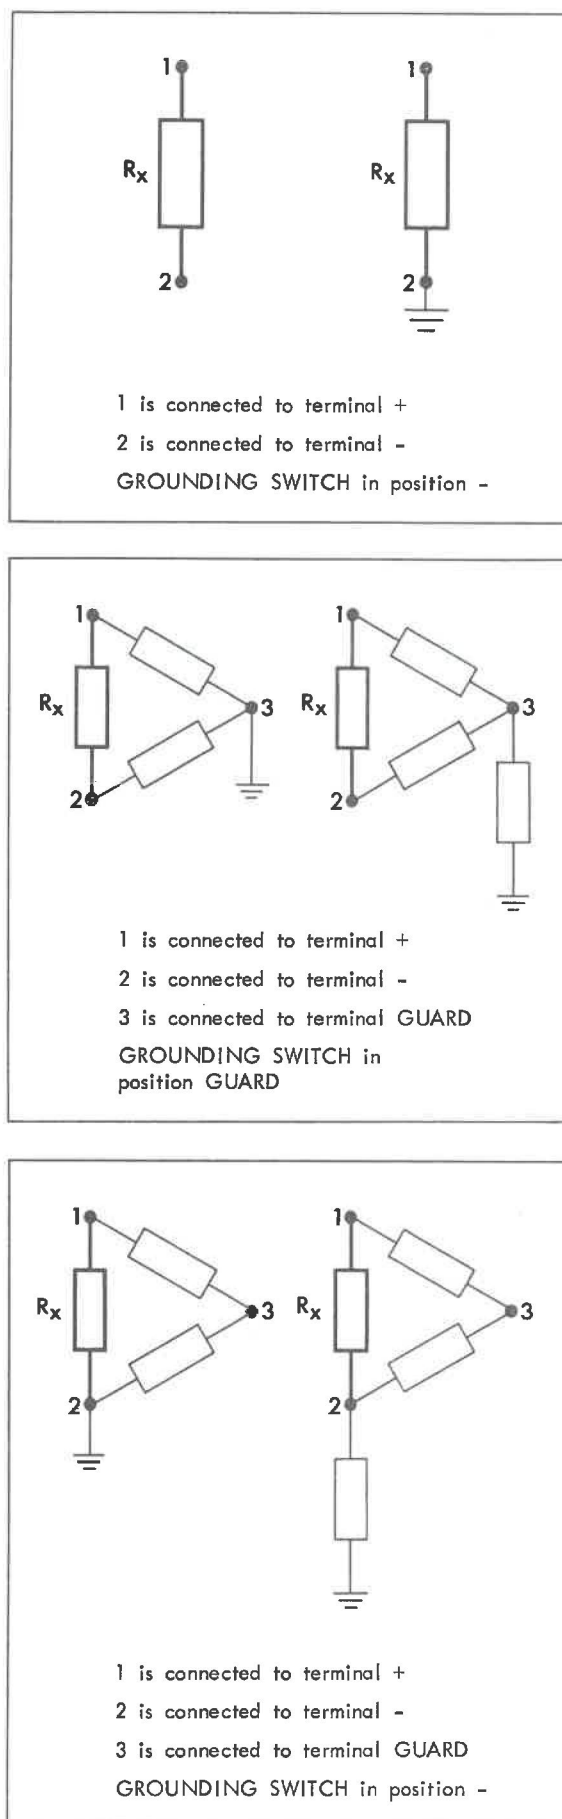 1 1
Rx Rx
2 2
1 is connected to terminal +
2 is connected to terminal -
GROUNDING SWITCH in position -
1 1
Rx 3 Rx 3
2 2
1 is connected to terminal +
2 is connected to terminal -
3 is connected to terminal GUARD
GROUNDING SWITCH in
position GUARD
1 1
Rx 3 Rx 3
2 2
1 is connected to terminal +
2 is connected to terminal -
3 is connected to terminal GUARD
GROUNDING SWITCH in position -